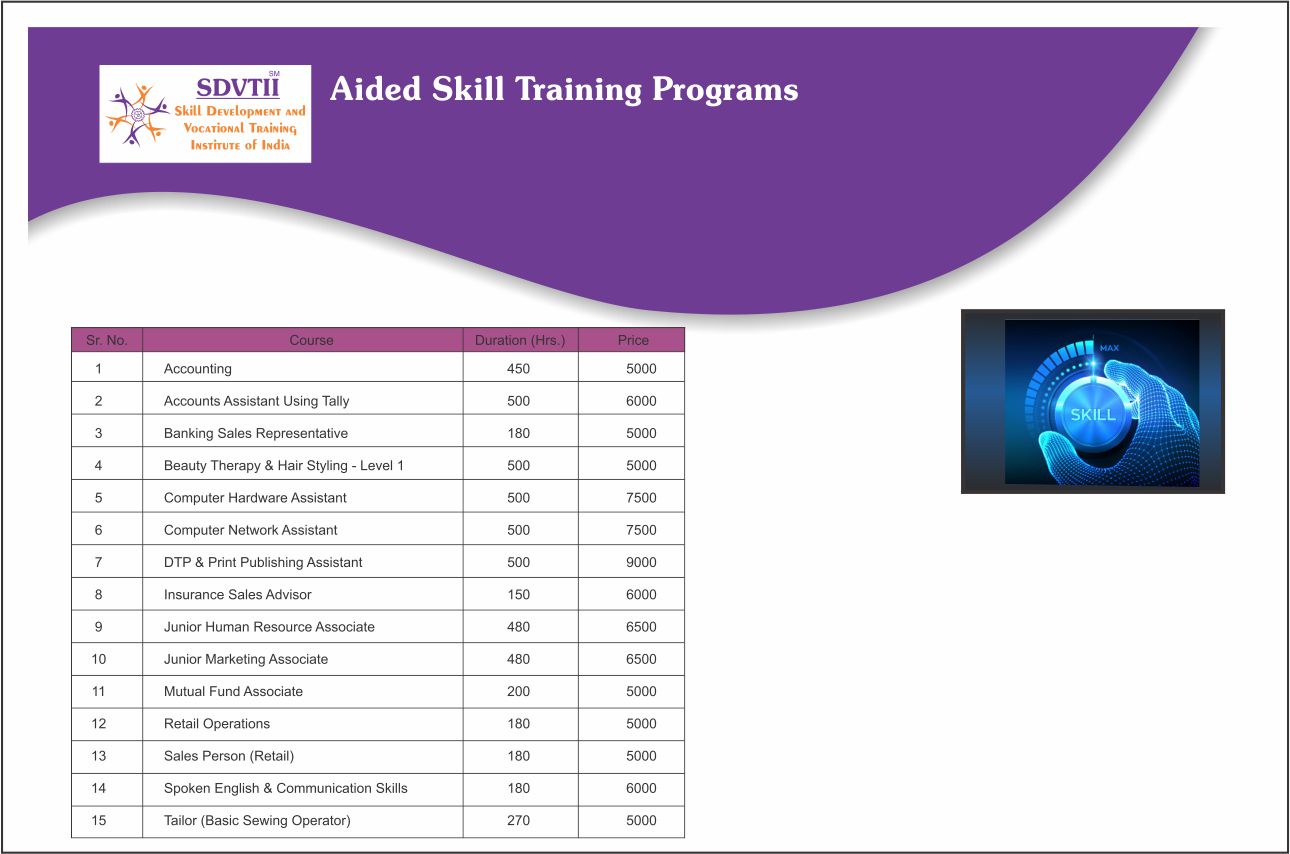 SDVTII SM
Skill Development and
Vocational Training
Institute of India
Aided Skill Training Programs
Sr. No. Course Duration (Hrs.) Price
1 Accounting 450 5000
2 Accounts Assistant Using Tally 500 6000
3 Banking Sales Representative 180 5000
4 Beauty Therapy & Hair Styling - Level 1 500 5000
5 Computer Hardware Assistant 500 7500
6 Computer Network Assistant 500 7500
7 DTP & Print Publishing Assistant 500 9000
8 Insurance Sales Advisor 150 6000
9 Junior Human Resource Associate 480 6500
10 Junior Marketing Associate 480 6500
11 Mutual Fund Associate 200 5000
12 Retail Operations 180 5000
13 Sales Person (Retail) 180 5000
14 Spoken English & Communication Skills 180 6000
15 Tailor (Basic Sewing Operator) 270 5000
MAX
SKILL